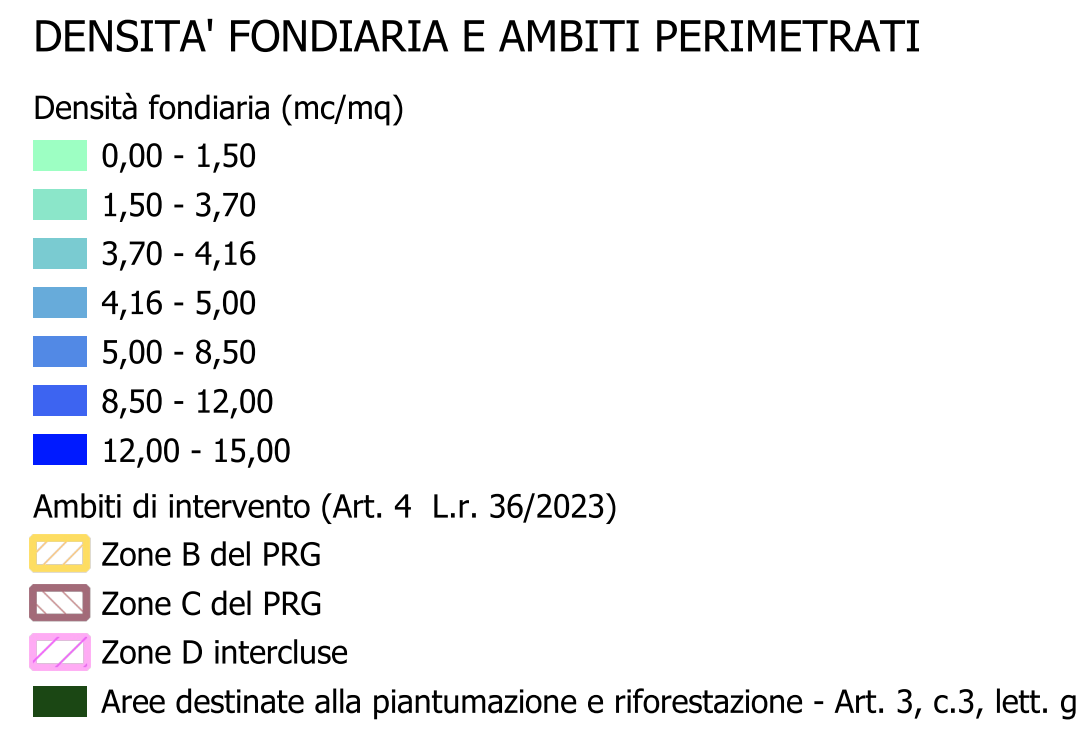 DENSITA' FONDIARIA E AMBITI PERIMETRATI
Densità fondiaria (mc/mq)
0,00 - 1,50
1,50 - 3,70
3,70 - 4,16
4,16 - 5,00
5,00 - 8,50
8,50 - 12,00
12,00 - 15,00
Ambiti di intervento (Art. 4  L.r. 36/2023)
Zone B del PRG
Zone C del PRG
Zone D intercluse
Aree destinate alla piantumazione e riforestazione - Art. 3, c.3, lett. g